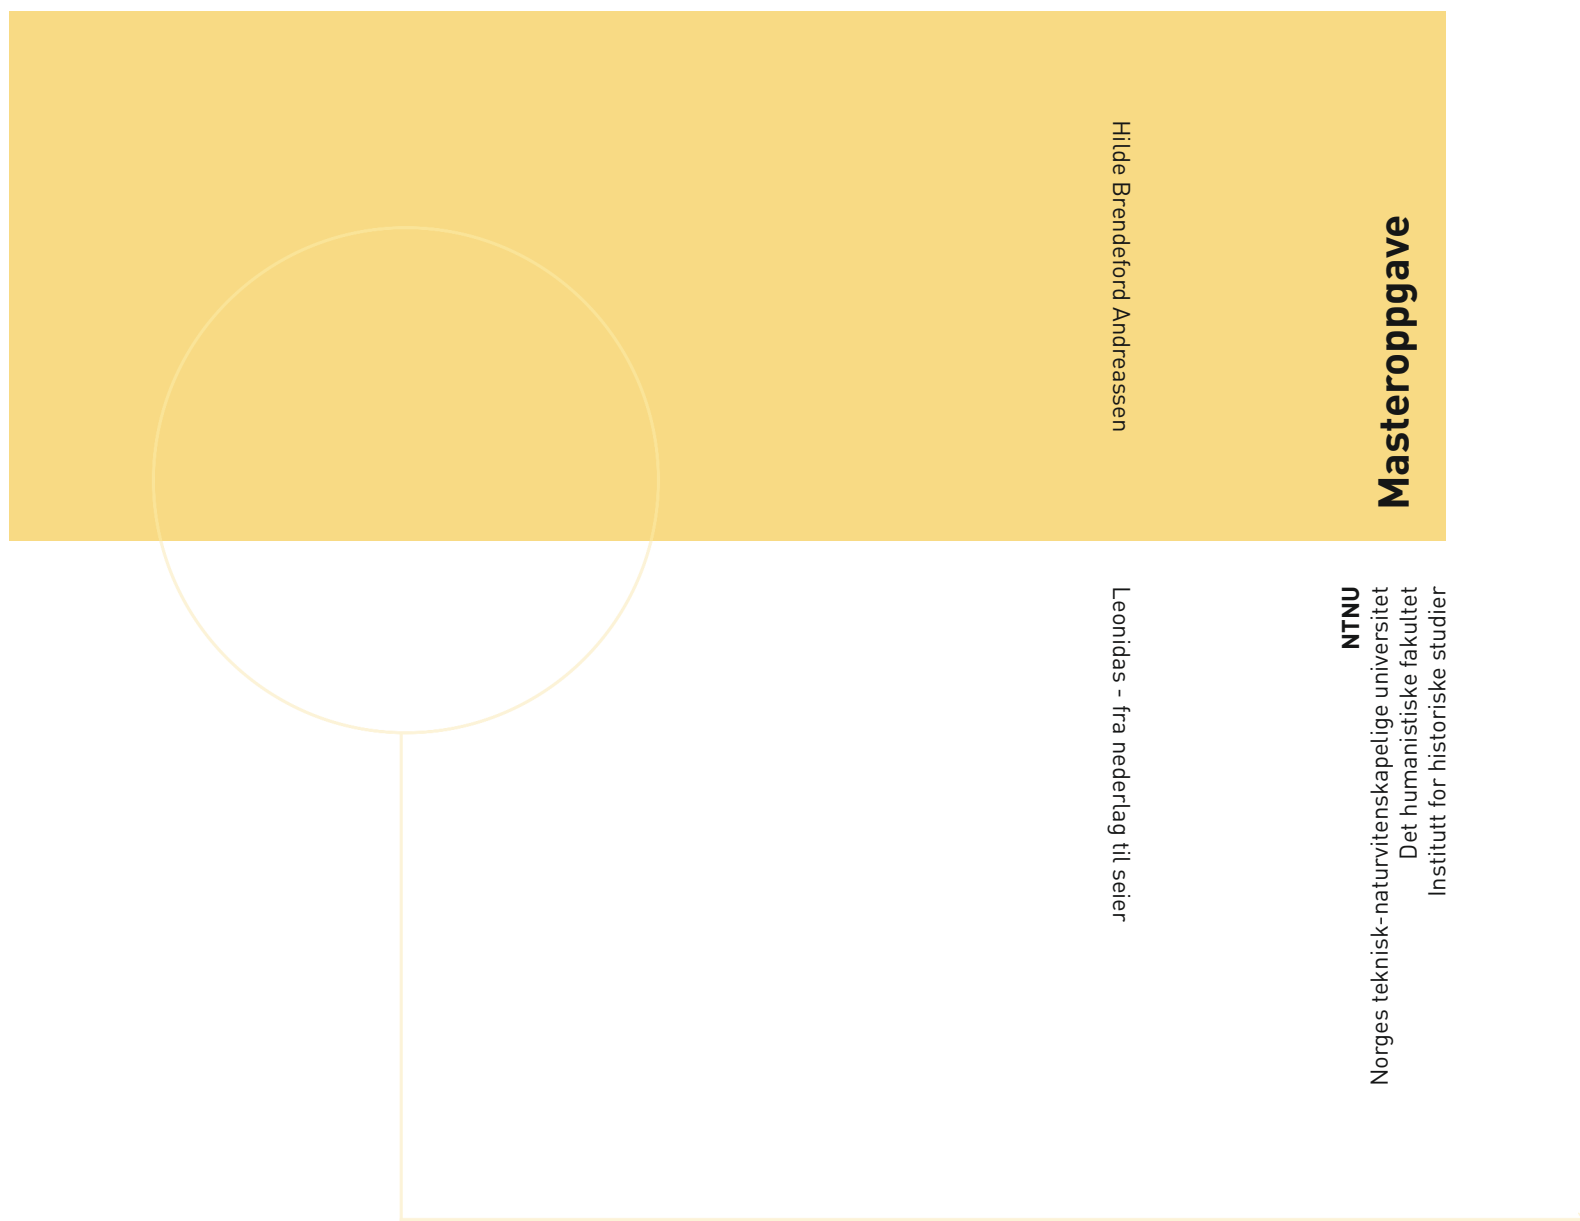 Hilde Brendeford Andreassen
Leonidas - fra nederlag til seier
Masteroppgave
NTNU
Norges teknisk-naturvitenskapelige universitet
Det humanistiske fakultet
Institutt for historiske studier